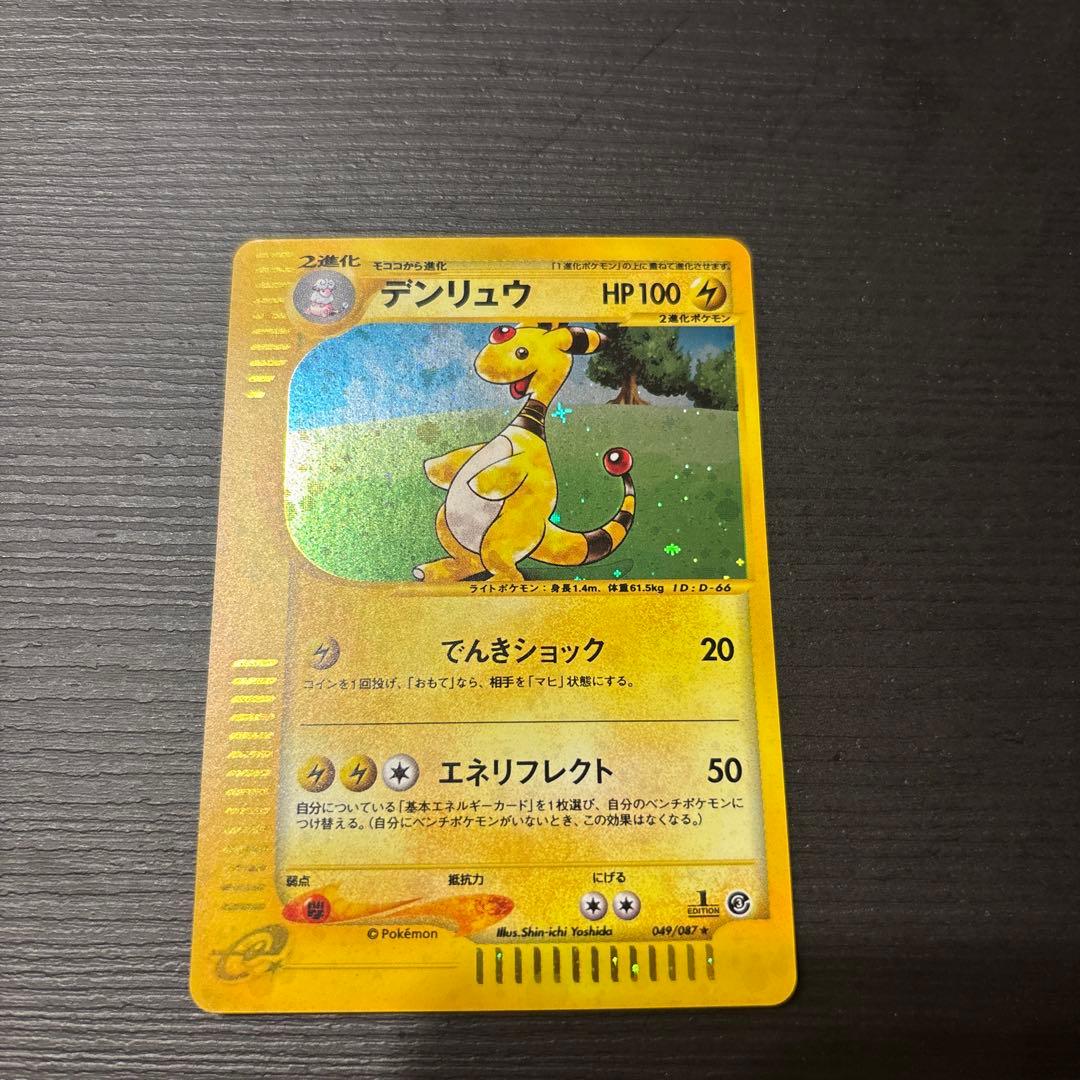 2進化
モココから進化
「1進化ポケモン」の上に重ねて進化させます。
デンリュウ HP 100
2進化ポケモン
ライトポケモン：身長1.4m、体重61.5kg ID:D-66
でんきショック 20
コインを1回投げ、「おもて」なら、相手を「マヒ」状態にする。
エネリフレクト 50
自分についている「基本エネルギーカード」を1枚選び、自分のベンチポケモンに
つけ替える。（自分にベンチポケモンがいないとき、この効果はなくなる。）
弱点 抵抗力 にげる
1
EDITION
3
© Pokémon Illus. Shin-ichi Yoshida 049/087 ★
e